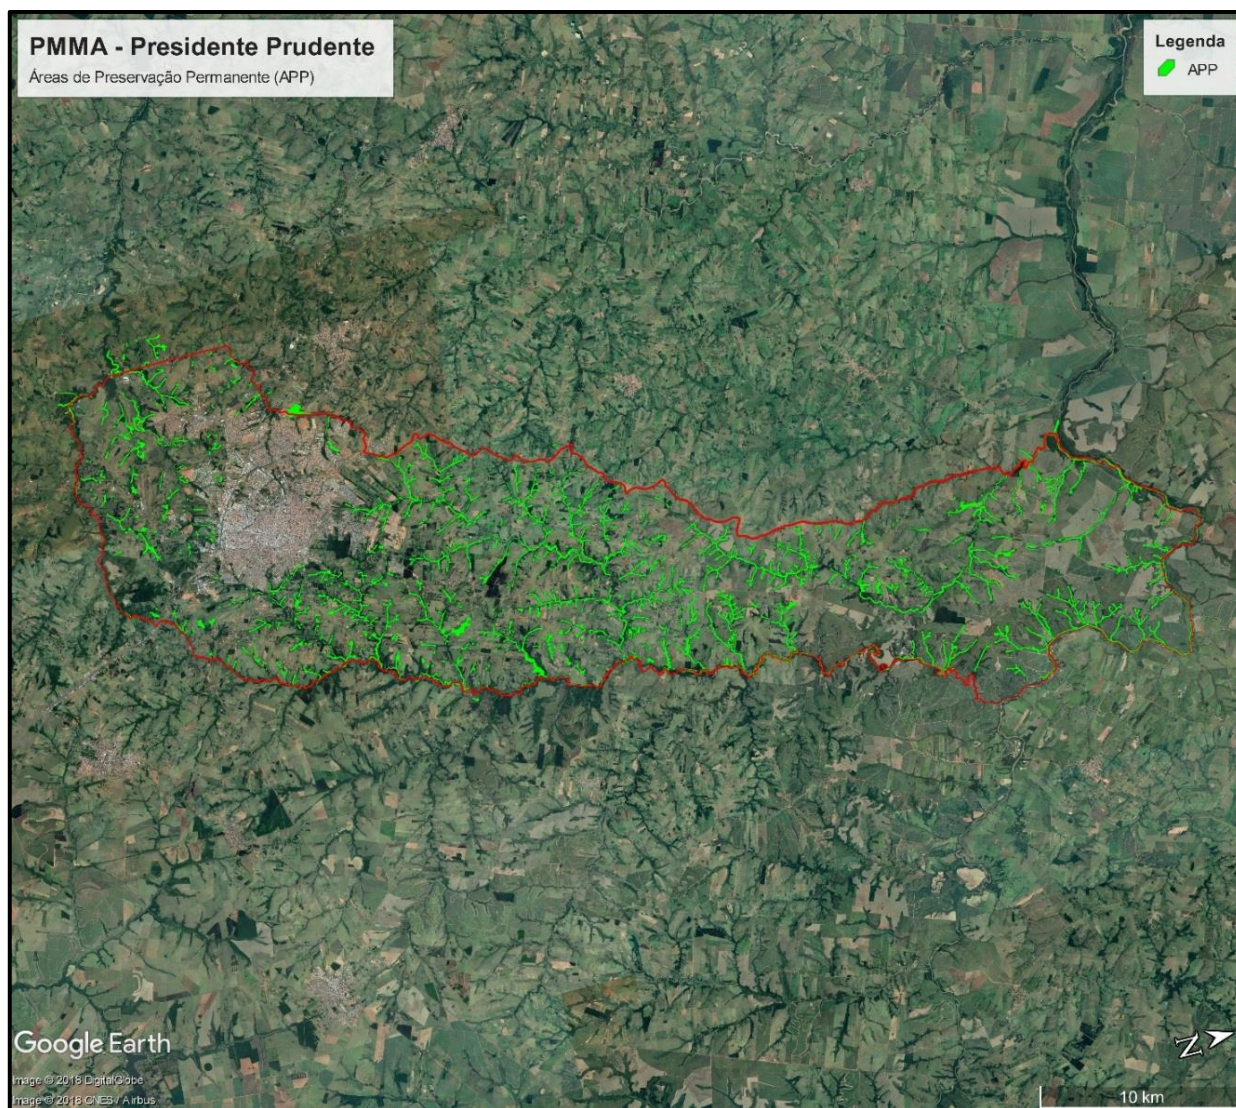 PMMA - Presidente Prudente
Áreas de Preservação Permanente (APP)
Legenda
APP
Google Earth
Image © 2018 DigitalGlobe
Image © 2018 CNES / Airbus
N
10 km